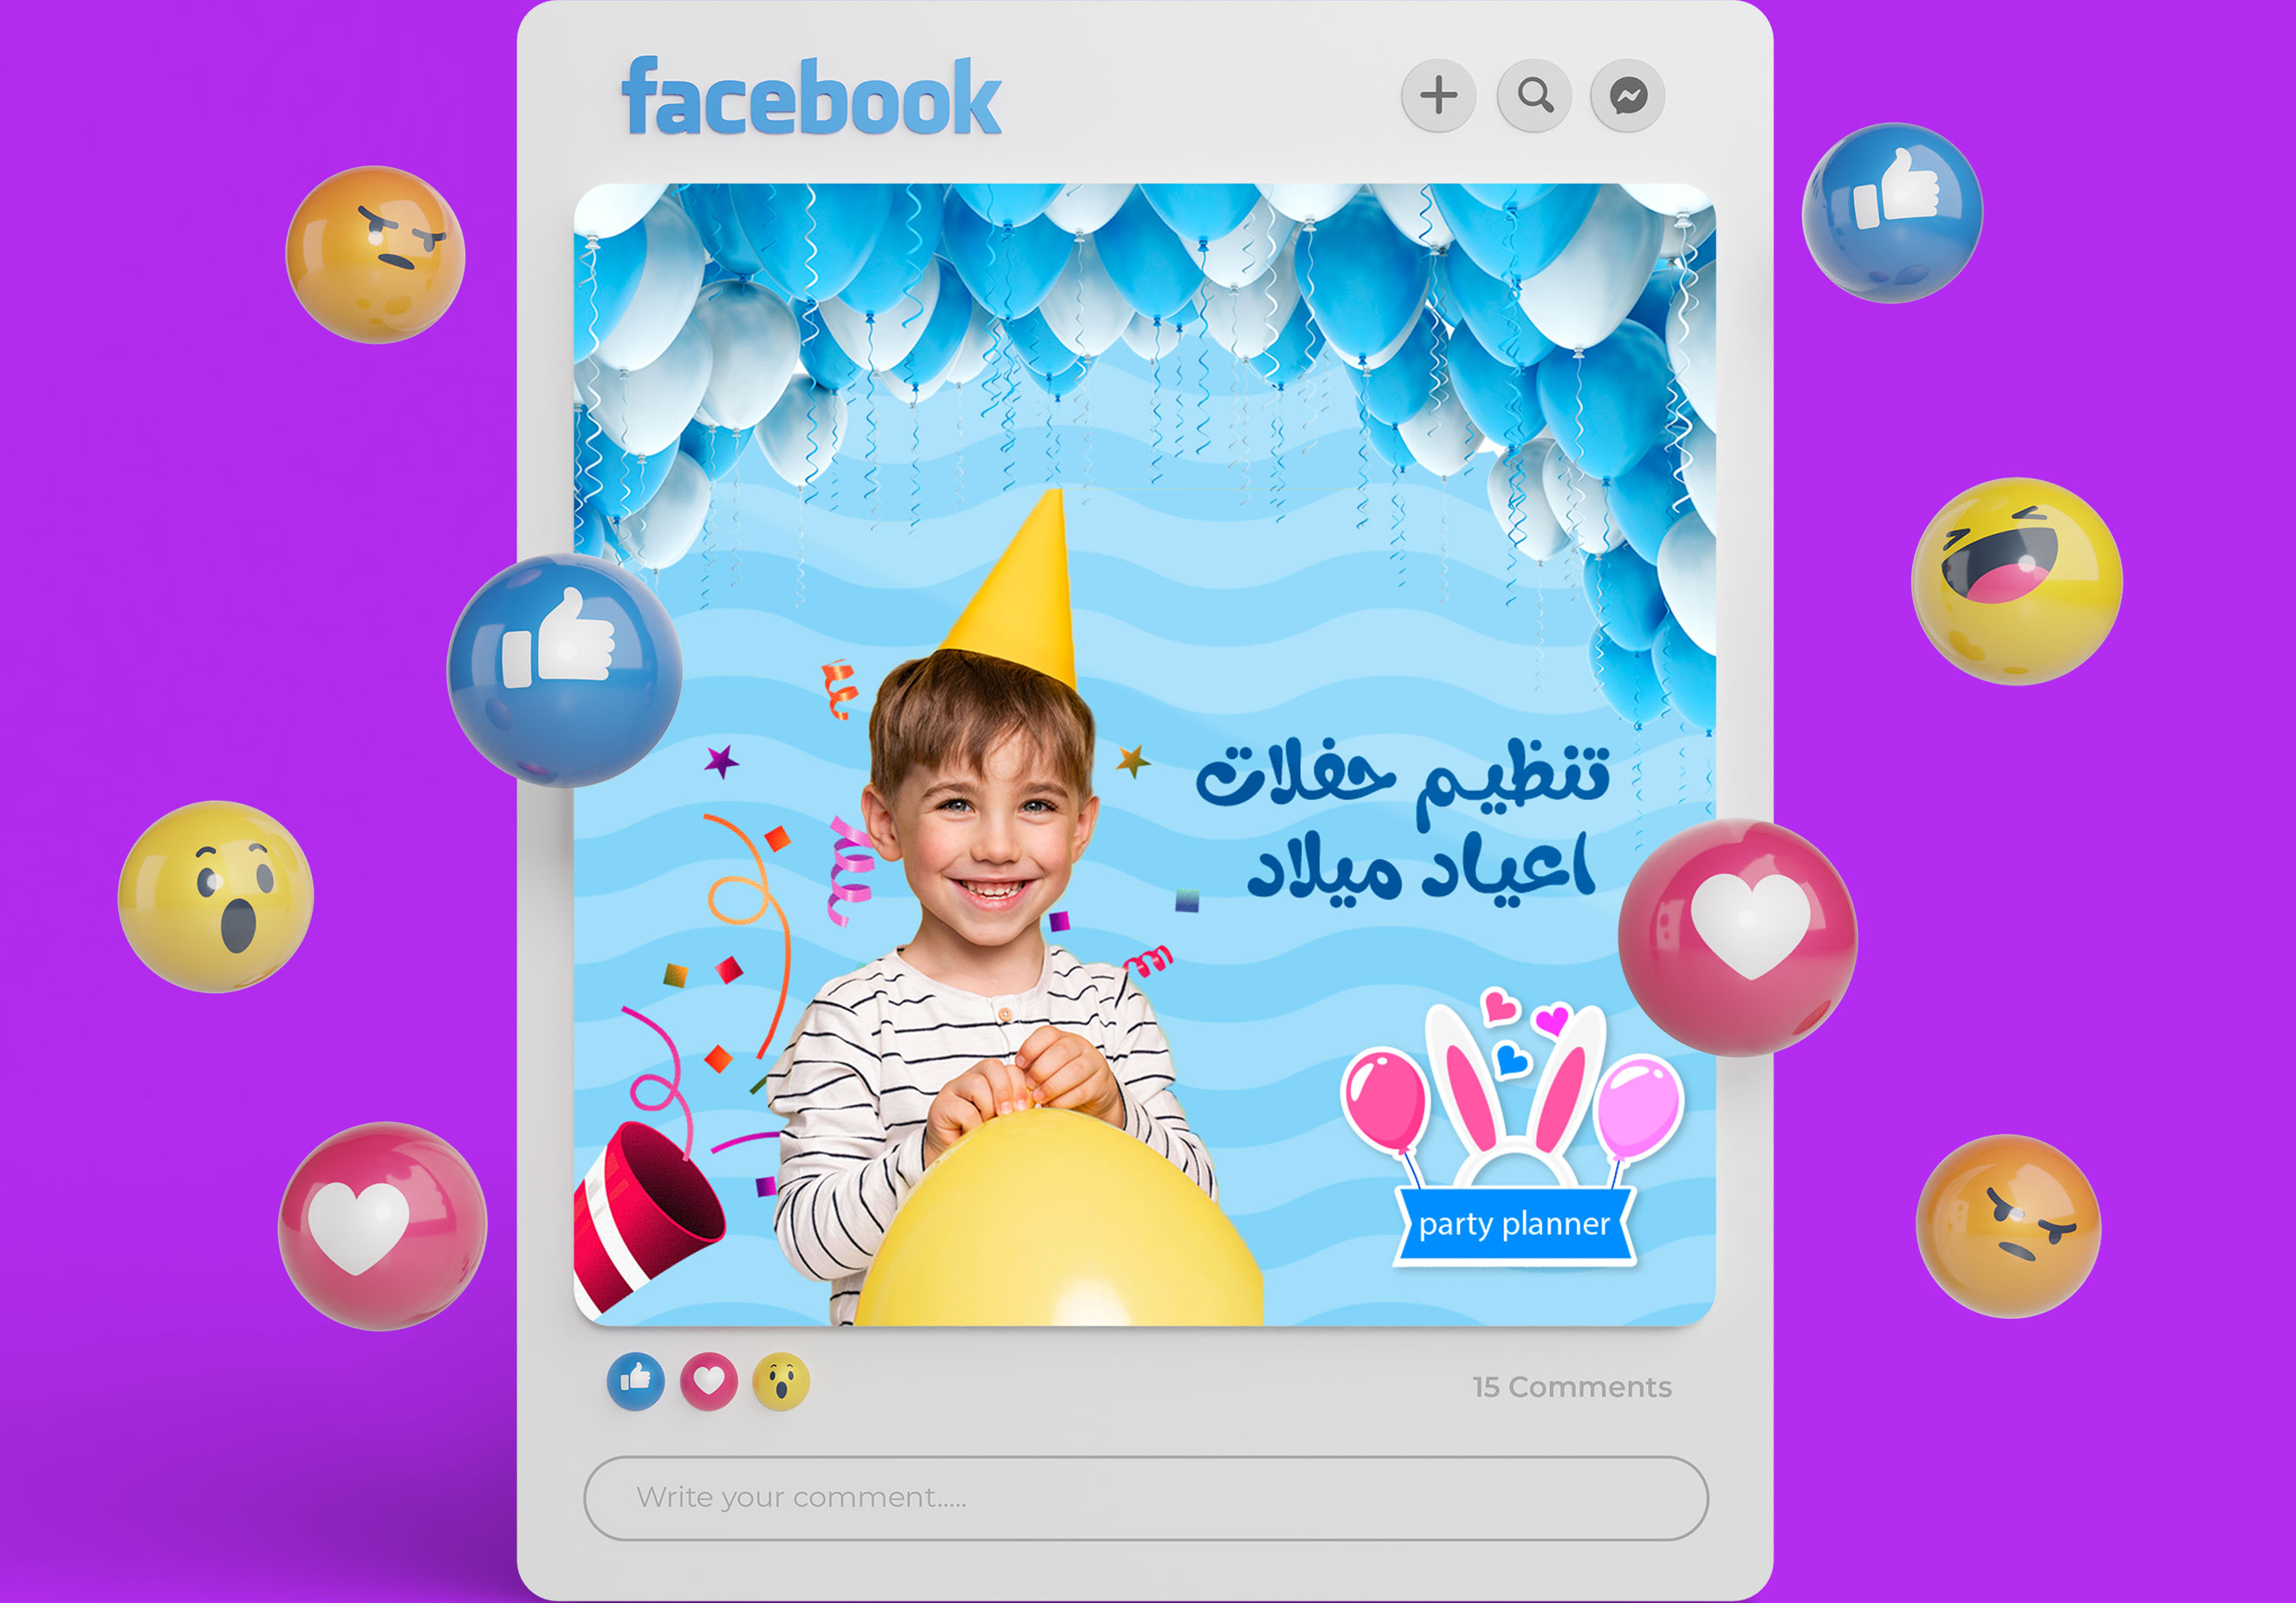 facebook
تنظيم حفلات
اعياد ميلاد
party planner
15 Comments
Write your comment.....